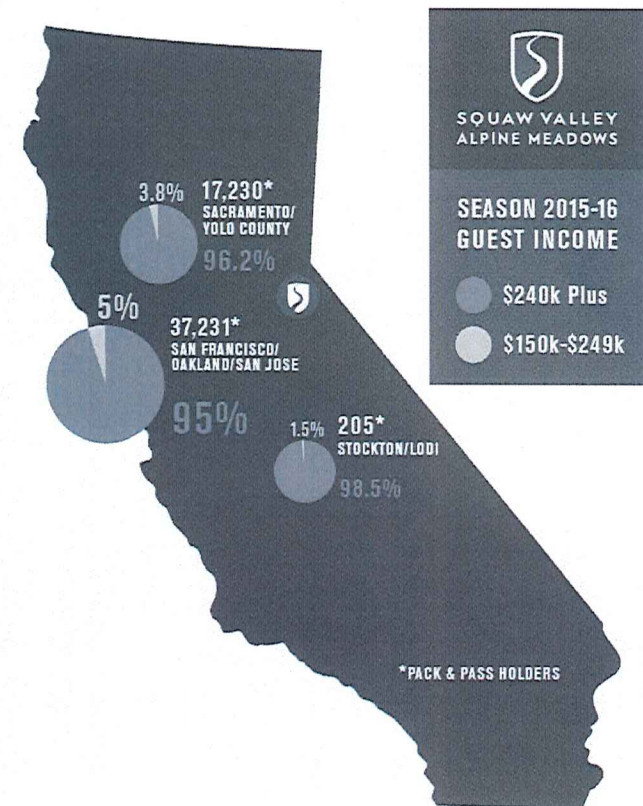 SQUAW VALLEY
ALPINE MEADOWS
SEASON 2015-16
GUEST INCOME
$240k Plus
$150k-$249k
3.8%
17,230*
SACRAMENTO/
YOLO COUNTY
96.2%
5%
37,231*
SAN FRANCISCO/
OAKLAND/SAN JOSE
95%
1.5%
205*
STOCKTON/LODI
98.5%
*PACK & PASS HOLDERS